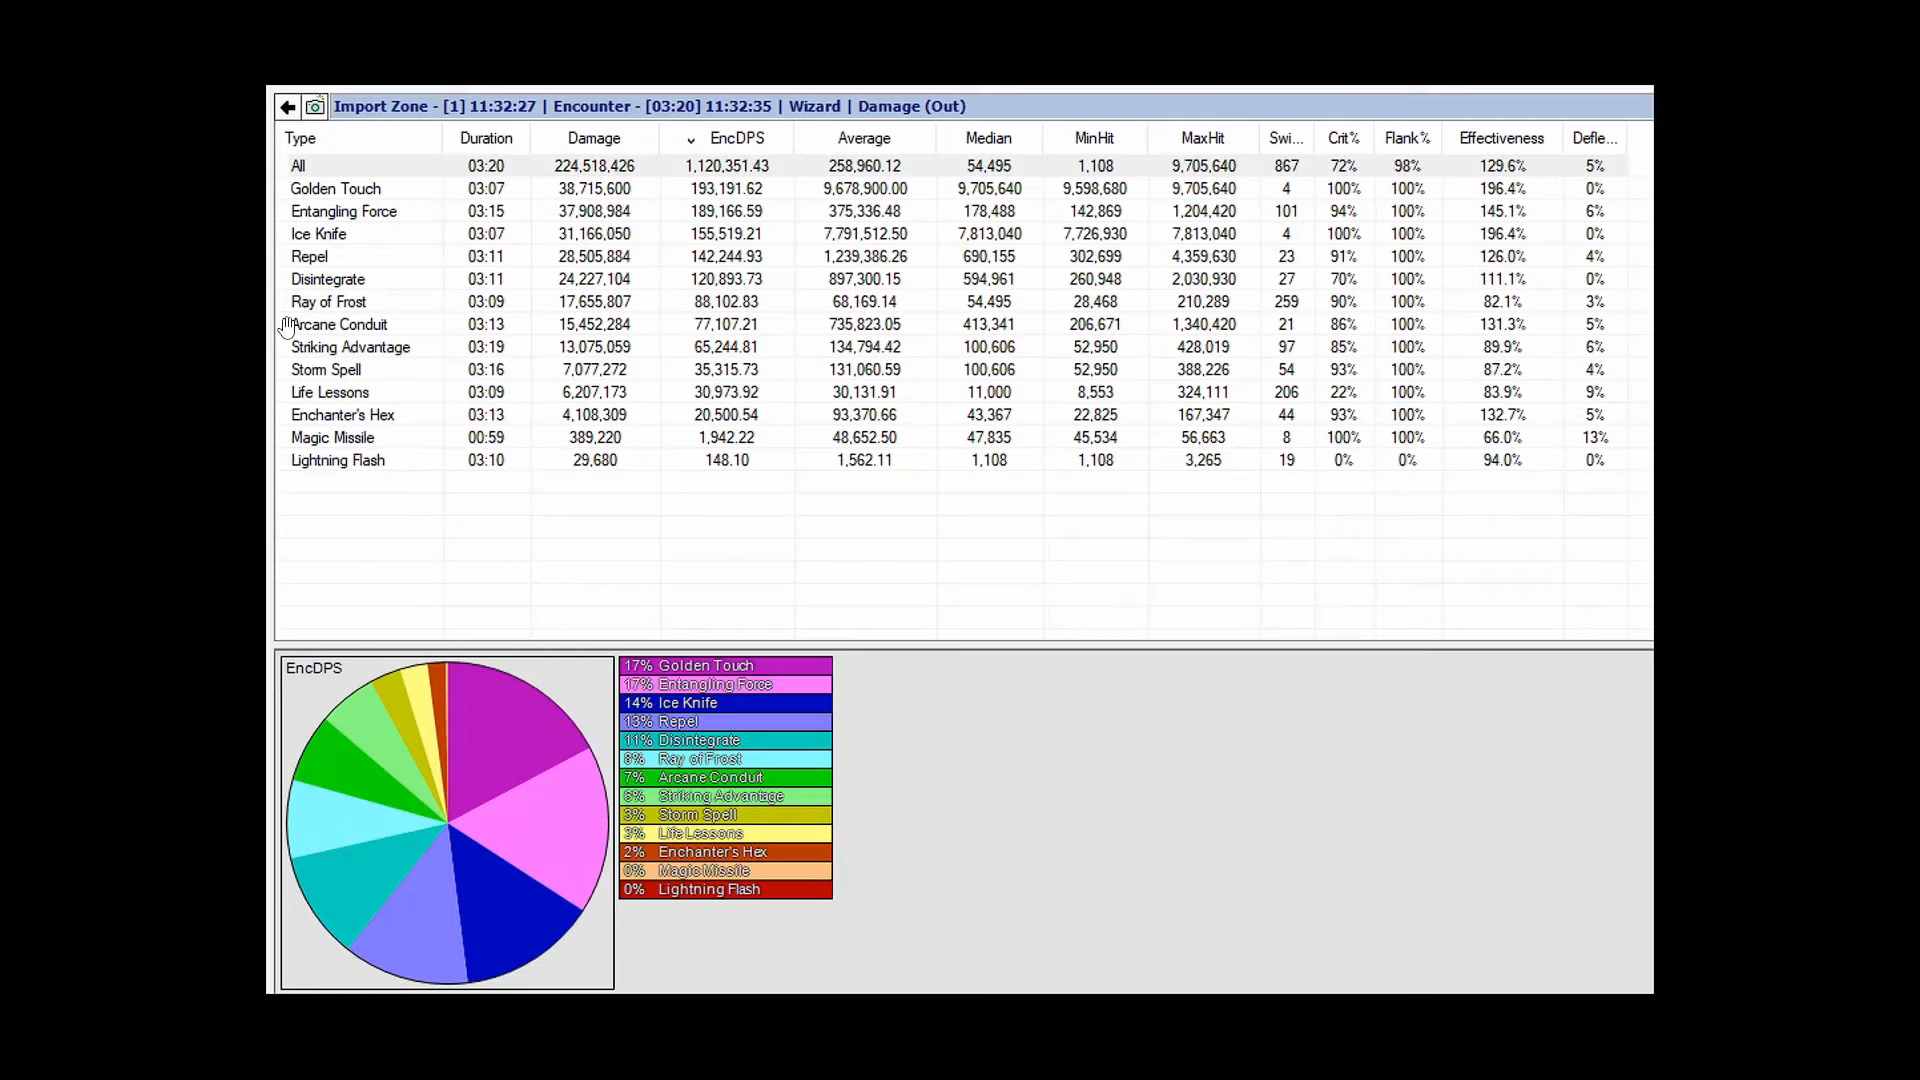 Import Zone - [1] 11:32:27 | Encounter - [03:20] 11:32:35 | Wizard | Damage (Out)
Type Duration Damage EncDPS Average Median MinHit MaxHit Swi... Crit% Flank% Effectiveness Defle...
All 03:20 224,518,426 1,120,351.43 258,960.12 54,495 1,108 9,705,640 867 72% 98% 129.6% 5%
Golden Touch 03:07 38,715,600 193,191.62 9,678,900.00 9,705,640 9,598,680 9,705,640 4 100% 100% 196.4% 0%
Entangling Force 03:15 37,908,984 189,166.59 375,336.48 178,488 142,869 1,204,420 101 94% 100% 145.1% 6%
Ice Knife 03:07 31,166,050 155,519.21 7,791,512.50 7,813,040 7,726,930 7,813,040 4 100% 100% 196.4% 0%
Repel 03:11 28,505,884 142,244.93 1,239,386.26 690,155 302,699 4,359,630 23 91% 100% 126.0% 4%
Disintegrate 03:11 24,227,104 120,893.73 897,300.15 594,961 260,948 2,030,930 27 70% 100% 111.1% 0%
Ray of Frost 03:09 17,655,807 88,102.83 68,169.14 54,495 28,468 210,289 259 90% 100% 82.1% 3%
Arcane Conduit 03:13 15,452,284 77,107.21 735,823.05 413,341 206,671 1,340,420 21 86% 100% 131.3% 5%
Striking Advantage 03:19 13,075,059 65,244.81 134,794.42 100,606 52,950 428,019 97 85% 100% 89.9% 6%
Storm Spell 03:16 7,077,272 35,315.73 131,060.59 100,606 52,950 388,226 54 93% 100% 87.2% 4%
Life Lessons 03:09 6,207,173 30,973.92 30,131.91 11,000 8,553 324,111 206 22% 100% 83.9% 9%
Enchanter's Hex 03:13 4,108,309 20,500.54 93,370.66 43,367 22,825 167,347 44 93% 100% 132.7% 5%
Magic Missile 00:59 389,220 1,942.22 48,652.50 47,835 45,534 56,663 8 100% 100% 66.0% 13%
Lightning Flash 03:10 29,680 148.10 1,562.11 1,108 1,108 3,265 19 0% 0% 94.0% 0%
EncDPS
17% Golden Touch
17% Entangling Force
14% Ice Knife
13% Repel
11% Disintegrate
8% Ray of Frost
7% Arcane Conduit
6% Striking Advantage
3% Storm Spell
3% Life Lessons
2% Enchanter's Hex
0% Magic Missile
0% Lightning Flash